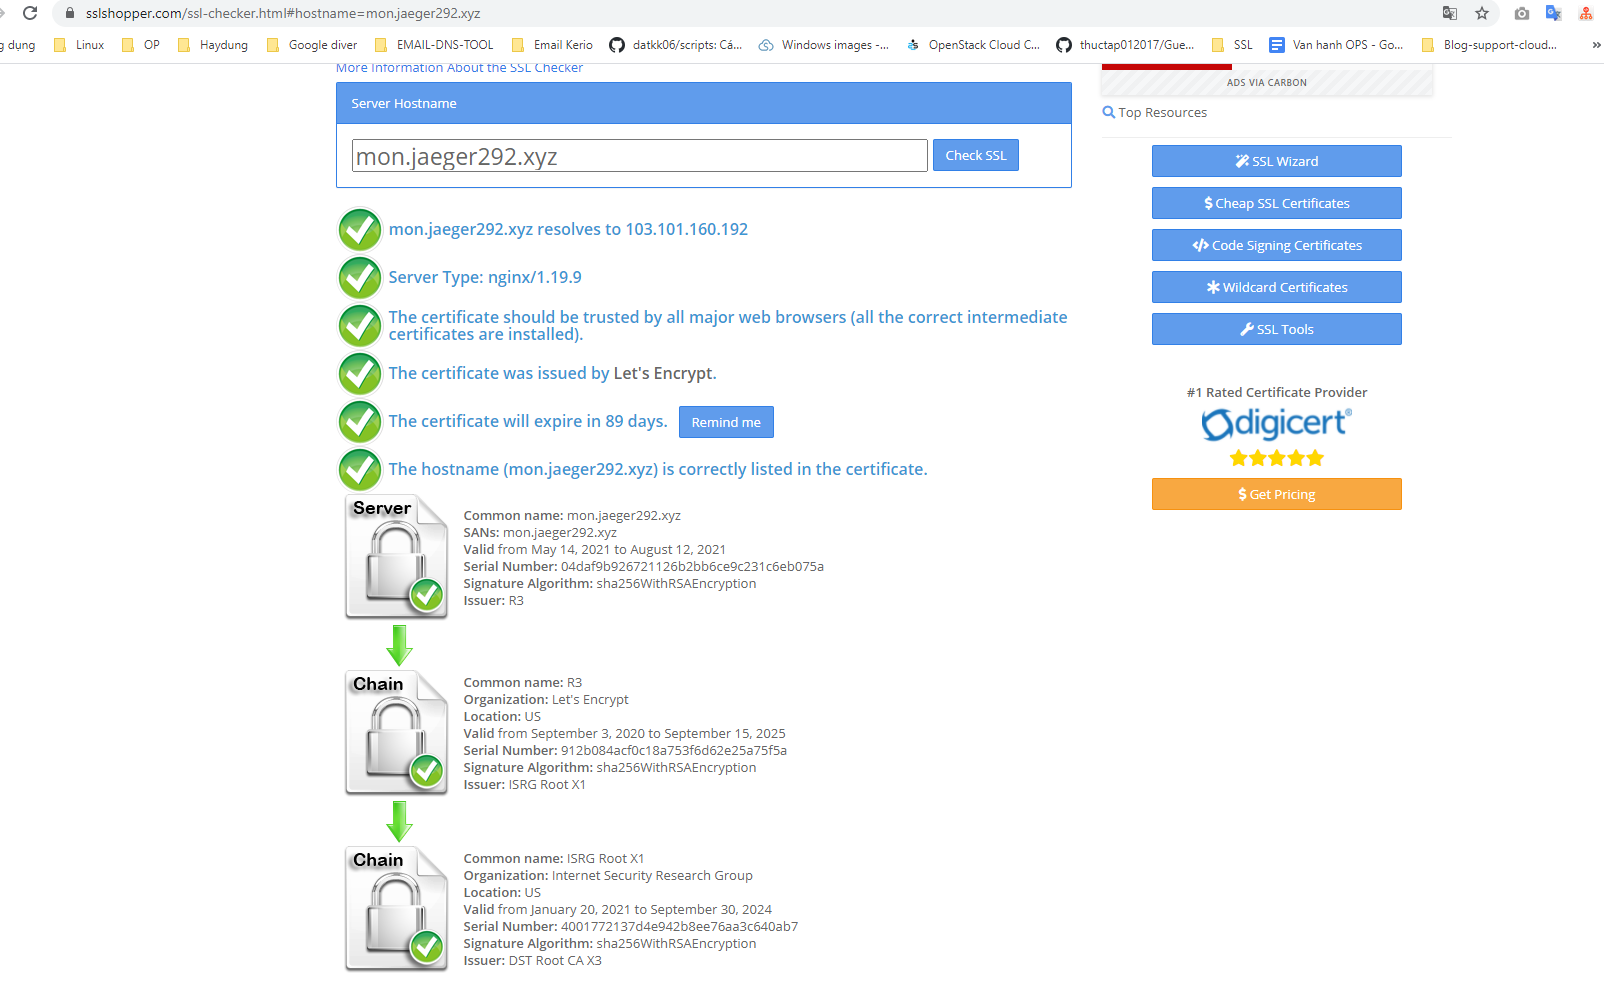 sslshopper.com/ssl-checker.html#hostname=mon.jaeger292.xyz
g dụng Linux OP Haydung Google diver EMAIL-DNS-TOOL Email Kerio datkk06/scripts: Cá... Windows images -... OpenStack Cloud C... thuctap012017/Gue... SSL Van hanh OPS - Go... Blog-support-cloud... »
More Information About the SSL Checker
ADS VIA CARBON
Top Resources
Server Hostname
mon.jaeger292.xyz Check SSL
SSL Wizard
Cheap SSL Certificates
Code Signing Certificates
Wildcard Certificates
SSL Tools
#1 Rated Certificate Provider
digicert®
Get Pricing
mon.jaeger292.xyz resolves to 103.101.160.192
Server Type: nginx/1.19.9
The certificate should be trusted by all major web browsers (all the correct intermediate
certificates are installed).
The certificate was issued by Let's Encrypt.
The certificate will expire in 89 days. Remind me
The hostname (mon.jaeger292.xyz) is correctly listed in the certificate.
Server
Common name: mon.jaeger292.xyz
SANs: mon.jaeger292.xyz
Valid from May 14, 2021 to August 12, 2021
Serial Number: 04daf9b926721126b2bb6ce9c231c6eb075a
Signature Algorithm: sha256WithRSAEncryption
Issuer: R3
Chain
Common name: R3
Organization: Let's Encrypt
Location: US
Valid from September 3, 2020 to September 15, 2025
Serial Number: 912b084acf0c18a753f6d62e25a75f5a
Signature Algorithm: sha256WithRSAEncryption
Issuer: ISRG Root X1
Chain
Common name: ISRG Root X1
Organization: Internet Security Research Group
Location: US
Valid from January 20, 2021 to September 30, 2024
Serial Number: 4001772137d4e942b8ee76aa3c640ab7
Signature Algorithm: sha256WithRSAEncryption
Issuer: DST Root CA X3